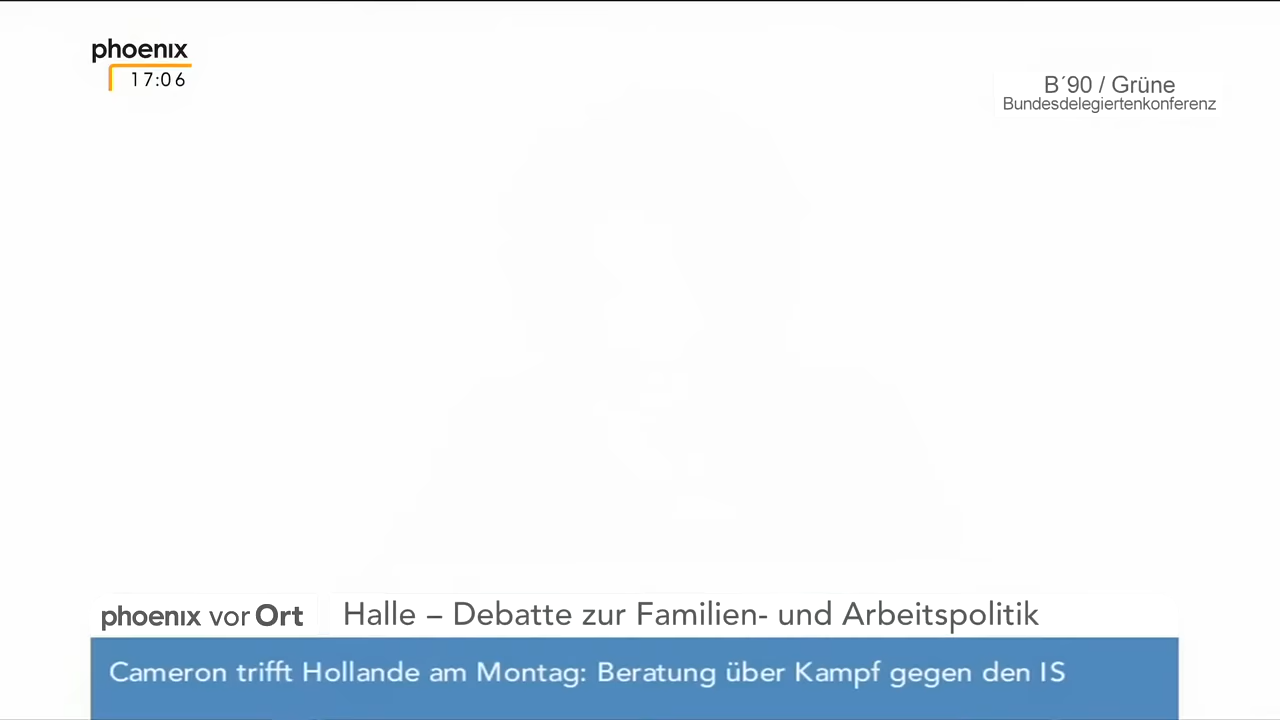 phoenix
17:06
B´90 / Grüne
Bundesdelegiertenkonferenz
phoenix vor Ort
Halle – Debatte zur Familien- und Arbeitspolitik
Cameron trifft Hollande am Montag: Beratung über Kampf gegen den IS